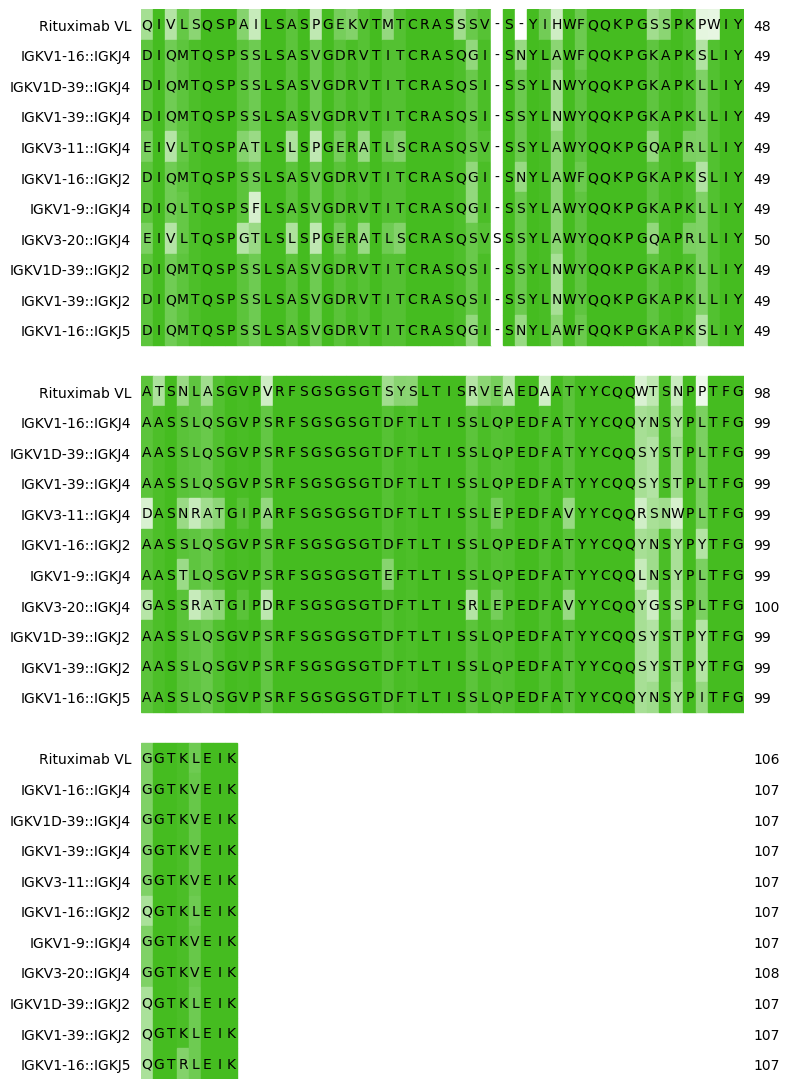 Rituximab VL QIVLSQSPAILSASPGEKVTMTCRASSSV-S-YIHWFQQKPGSSPKPWIY 48
IGKV1-16::IGKJ4 DIQMTQSPSSLSASVGDRVTITCRASQGI-SNYLAWFQQKPGKAPKSLIY 49
IGKV1D-39::IGKJ4 DIQMTQSPSSLSASVGDRVTITCRASQSI-SSYLNWYQQKPGKAPKLLIY 49
IGKV1-39::IGKJ4 DIQMTQSPSSLSASVGDRVTITCRASQSI-SSYLNWYQQKPGKAPKLLIY 49
IGKV3-11::IGKJ4 EIVLTQSPATLSLSPGERATLSCRASQSV-SSYLAWYQQKPGQAPRLLIY 49
IGKV1-16::IGKJ2 DIQMTQSPSSLSASVGDRVTITCRASQGI-SNYLAWFQQKPGKAPKSLIY 49
IGKV1-9::IGKJ4 DIQLTQSPSFLSASVGDRVTITCRASQGI-SSYLAWYQQKPGKAPKLLIY 49
IGKV3-20::IGKJ4 EIVLTQSPGTLSLSPGERATLSCRASQSVSSSYLAWYQQKPGQAPRLLIY 50
IGKV1D-39::IGKJ2 DIQMTQSPSSLSASVGDRVTITCRASQSI-SSYLNWYQQKPGKAPKLLIY 49
IGKV1-39::IGKJ2 DIQMTQSPSSLSASVGDRVTITCRASQSI-SSYLNWYQQKPGKAPKLLIY 49
IGKV1-16::IGKJ5 DIQMTQSPSSLSASVGDRVTITCRASQGI-SNYLAWFQQKPGKAPKSLIY 49
Rituximab VL ATSNLASGVPVRFSGSGSGTSYSLTISRVEAEDAATYYCQQWTSNPPTFG 98
IGKV1-16::IGKJ4 AASSLQSGVPSRFSGSGSGTDFTLTISSLQPEDFATYYCQQYNSYPLTFG 99
IGKV1D-39::IGKJ4 AASSLQSGVPSRFSGSGSGTDFTLTISSLQPEDFATYYCQQSYSTPLTFG 99
IGKV1-39::IGKJ4 AASSLQSGVPSRFSGSGSGTDFTLTISSLQPEDFATYYCQQSYSTPLTFG 99
IGKV3-11::IGKJ4 DASNRATGIPARFSGSGSGTDFTLTISSLEPEDFAVYYCQQRSNWPLTFG 99
IGKV1-16::IGKJ2 AASSLQSGVPSRFSGSGSGTDFTLTISSLQPEDFATYYCQQYNSYPYTFG 99
IGKV1-9::IGKJ4 AASTLQSGVPSRFSGSGSGTEFTLTISSLQPEDFATYYCQQLNSYPLTFG 99
IGKV3-20::IGKJ4 GASSRATGIPDRFSGSGSGTDFTLTISRLEPEDFAVYYCQQYGSSPLTFG 100
IGKV1D-39::IGKJ2 AASSLQSGVPSRFSGSGSGTDFTLTISSLQPEDFATYYCQQSYSTPYTFG 99
IGKV1-39::IGKJ2 AASSLQSGVPSRFSGSGSGTDFTLTISSLQPEDFATYYCQQSYSTPYTFG 99
IGKV1-16::IGKJ5 AASSLQSGVPSRFSGSGSGTDFTLTISSLQPEDFATYYCQQYNSYPITFG 99
Rituximab VL GGTKLEIK 106
IGKV1-16::IGKJ4 GGTKVEIK 107
IGKV1D-39::IGKJ4 GGTKVEIK 107
IGKV1-39::IGKJ4 GGTKVEIK 107
IGKV3-11::IGKJ4 GGTKVEIK 107
IGKV1-16::IGKJ2 QGTKLEIK 107
IGKV1-9::IGKJ4 GGTKVEIK 107
IGKV3-20::IGKJ4 GGTKVEIK 108
IGKV1D-39::IGKJ2 QGTKLEIK 107
IGKV1-39::IGKJ2 QGTKLEIK 107
IGKV1-16::IGKJ5 QGTRLEIK 107